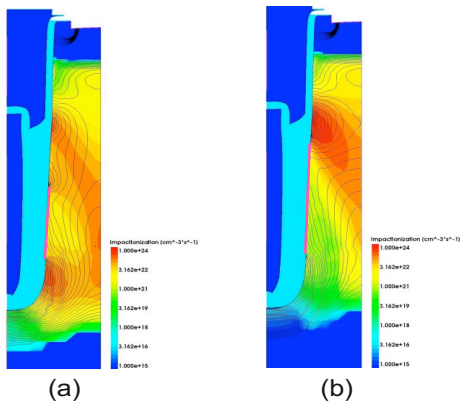 Impactionization (cm^-3*s^-1)
1.000e+24
3.162e+22
1.000e+21
3.162e+19
1.000e+18
3.162e+16
1.000e+15
(a)
Impactionization (cm^-3*s^-1)
1.000e+24
3.162e+22
1.000e+21
3.162e+19
1.000e+18
3.162e+16
1.000e+15
(b)